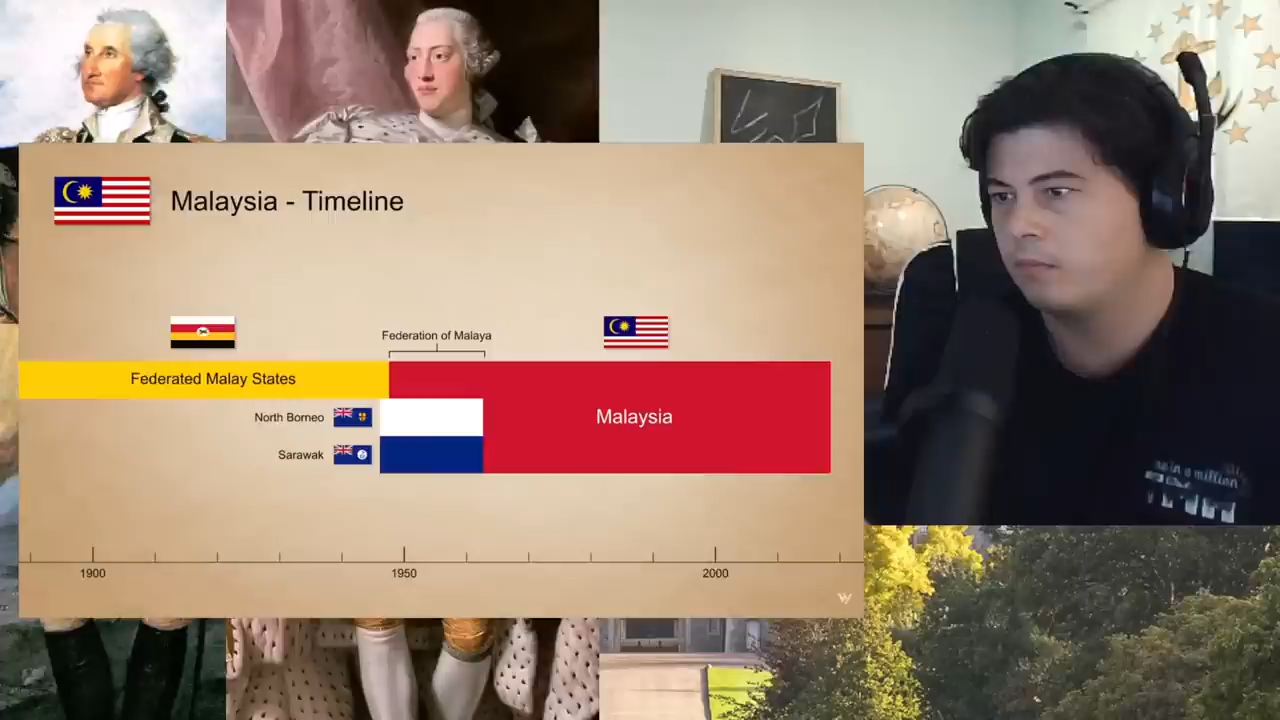 Malaysia - Timeline
Federation of Malaya
Federated Malay States
North Borneo
Malaysia
Sarawak
1900
1950
2000